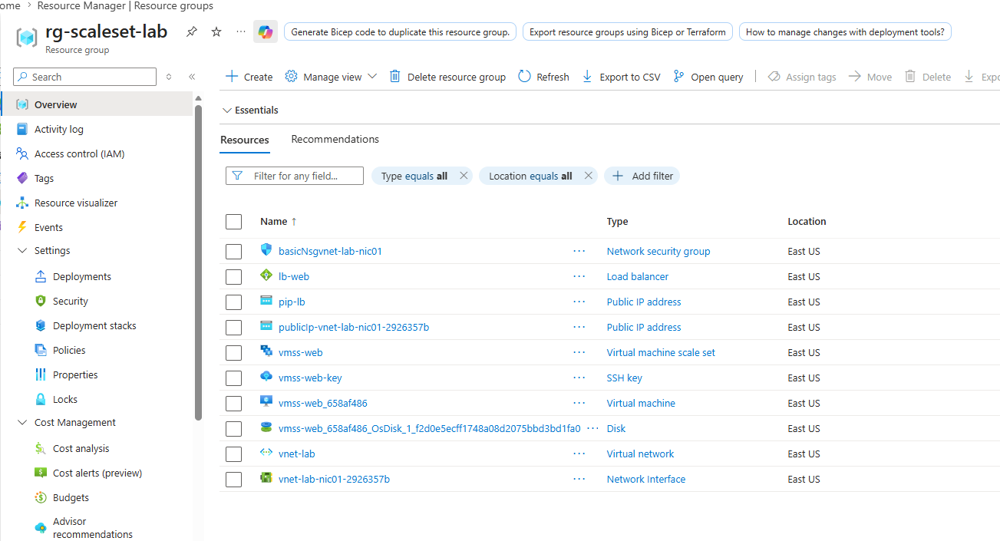 ome > Resource Manager | Resource groups
rg-scaleset-lab
Resource group
Generate Bicep code to duplicate this resource group.
Export resource groups using Bicep or Terraform
How to manage changes with deployment tools?
Search
Overview
Activity log
Access control (IAM)
Tags
Resource visualizer
Events
Settings
Deployments
Security
Deployment stacks
Policies
Properties
Locks
Cost Management
Cost analysis
Cost alerts (preview)
Budgets
Advisor
recommendations
Create Manage view Delete resource group Refresh Export to CSV Open query Assign tags Move Delete Expo
Essentials
Resources Recommendations
Filter for any field... Type equals all Location equals all Add filter
Name ↑ Type Location
basicNsgvnet-lab-nic01 ... Network security group East US
lb-web ... Load balancer East US
pip-lb ... Public IP address East US
publicIp-vnet-lab-nic01-2926357b ... Public IP address East US
vmss-web ... Virtual machine scale set East US
vmss-web-key ... SSH key East US
vmss-web_658af486 ... Virtual machine East US
vmss-web_658af486_OsDisk_1_f2d0e5ecff1748a08d2075bbd3bd1fa0 ... Disk East US
vnet-lab ... Virtual network East US
vnet-lab-nic01-2926357b ... Network Interface East US